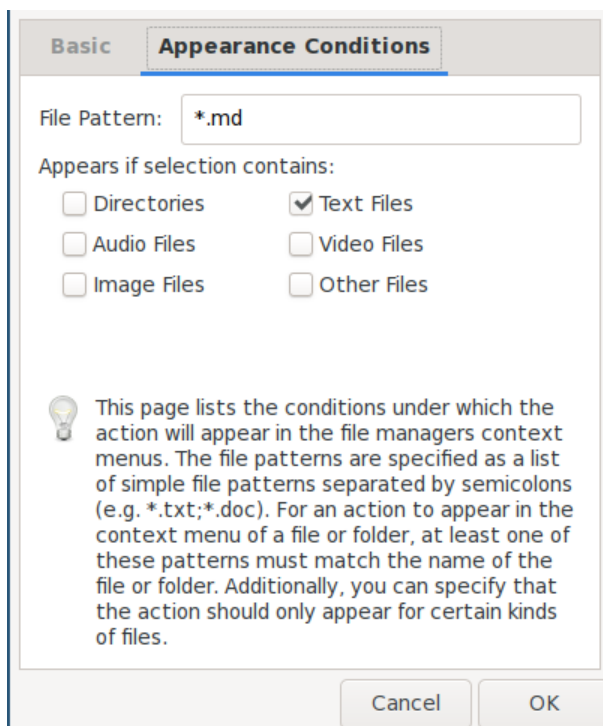 Basic Appearance Conditions
File Pattern: *.md
Appears if selection contains:
Directories Text Files
Audio Files Video Files
Image Files Other Files
This page lists the conditions under which the
action will appear in the file managers context
menus. The file patterns are specified as a list
of simple file patterns separated by semicolons
(e.g. *.txt;*.doc). For an action to appear in the
context menu of a file or folder, at least one of
these patterns must match the name of the
file or folder. Additionally, you can specify that
the action should only appear for certain kinds
of files.
Cancel OK